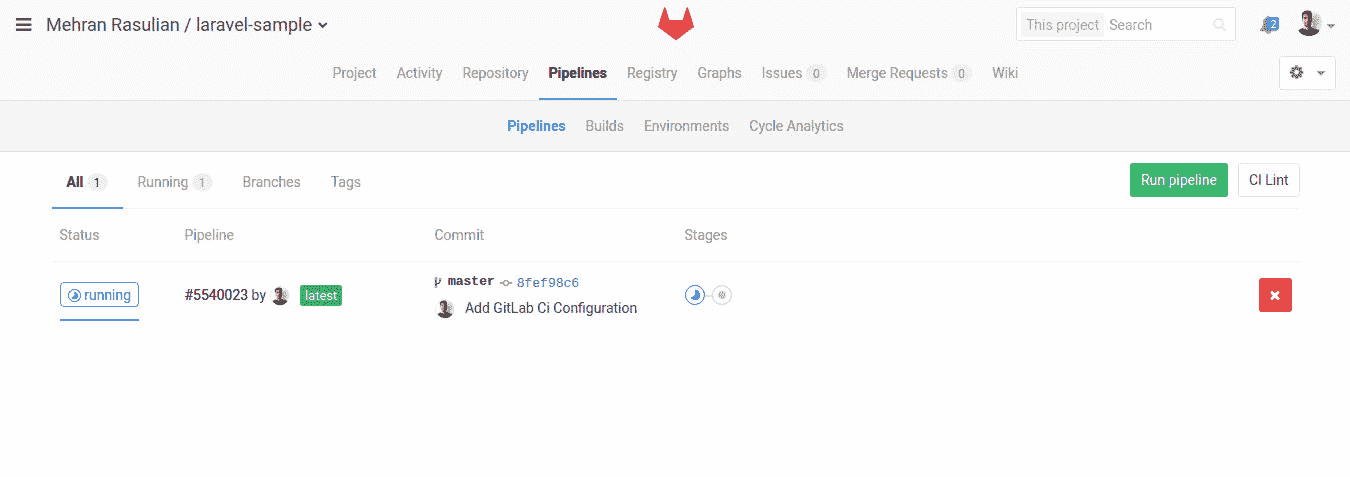 Mehran Rasulian / laravel-sample
This project Search
2
Project Activity Repository Pipelines Registry Graphs Issues 0 Merge Requests 0 Wiki
Pipelines Builds Environments Cycle Analytics
All 1 Running 1 Branches Tags
Run pipeline CI Lint
Status Pipeline Commit Stages
running #5540023 by latest master 8fef98c6
Add GitLab Ci Configuration